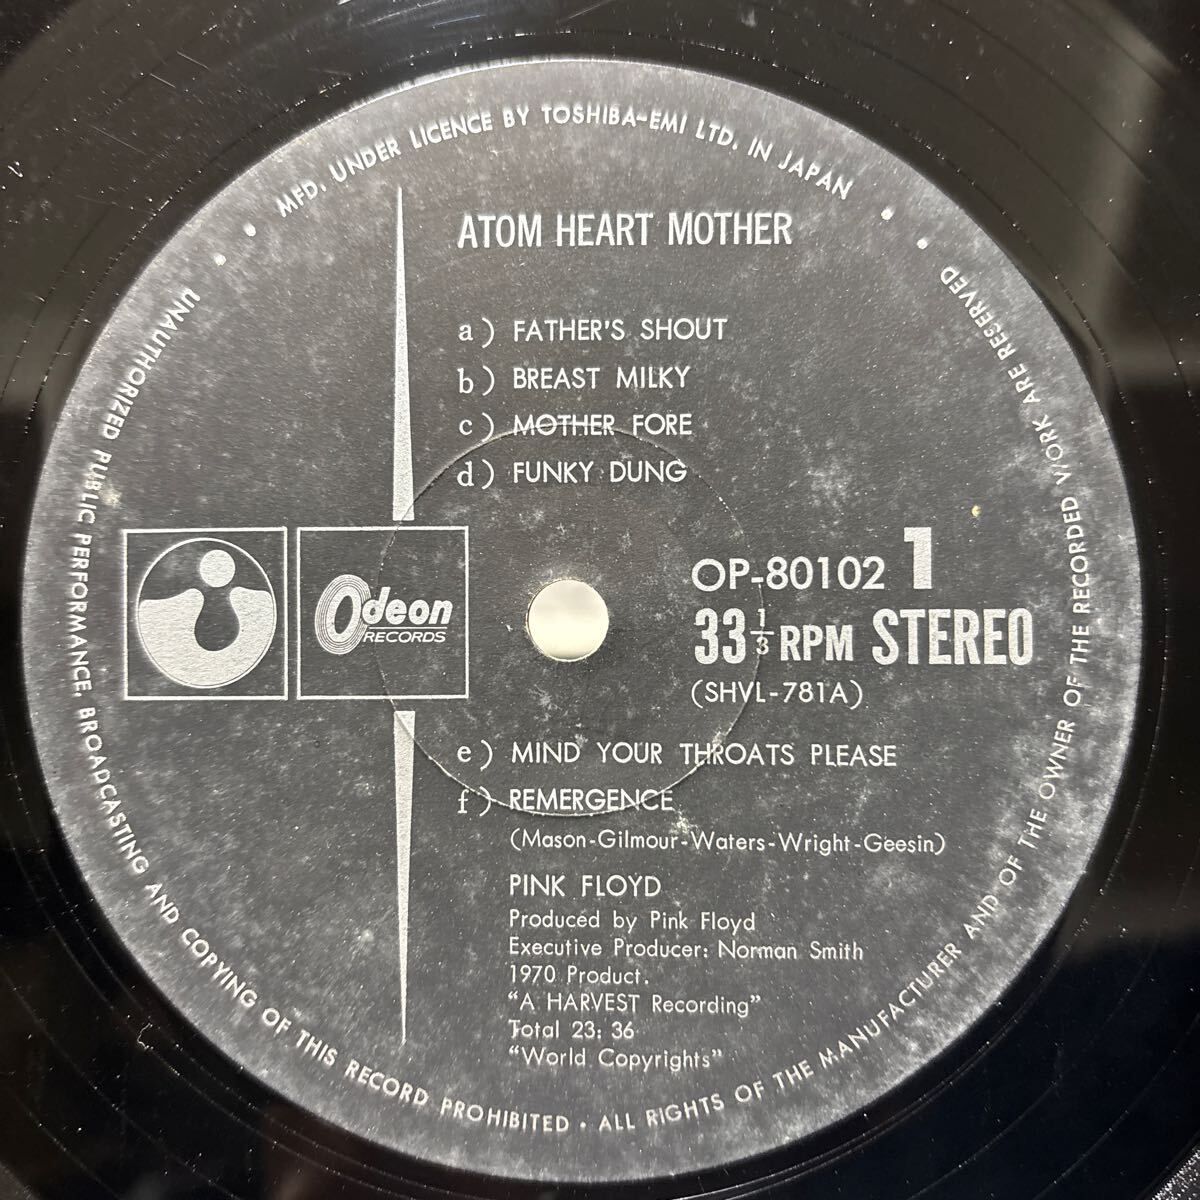 MFD. UNDER LICENCE BY TOSHIBA-EMI LTD. IN JAPAN
ATOM HEART MOTHER
a) FATHER'S SHOUT
b) BREAST MILKY
c) MOTHER FORE
d) FUNKY DUNG
Odeon
RECORDS
OP-80102 1
33 1/3 RPM STEREO
(SHVL-781A)
e) MIND YOUR THROATS PLEASE
f) REMERGENCE
(Mason-Gilmour-Waters-Wright-Geesin)
PINK FLOYD
Produced by Pink Floyd
Executive Producer: Norman Smith
1970 Product.
"A HARVEST Recording"
Total 23: 36
"World Copyrights"
UNAUTHORIZED PUBLIC PERFORMANCE, BROADCASTING AND COPYING OF THIS RECORD PROHIBITED · ALL RIGHTS OF THE MANUFACTURER AND OF THE OWNER OF THE RECORDED WORK ARE RESERVED